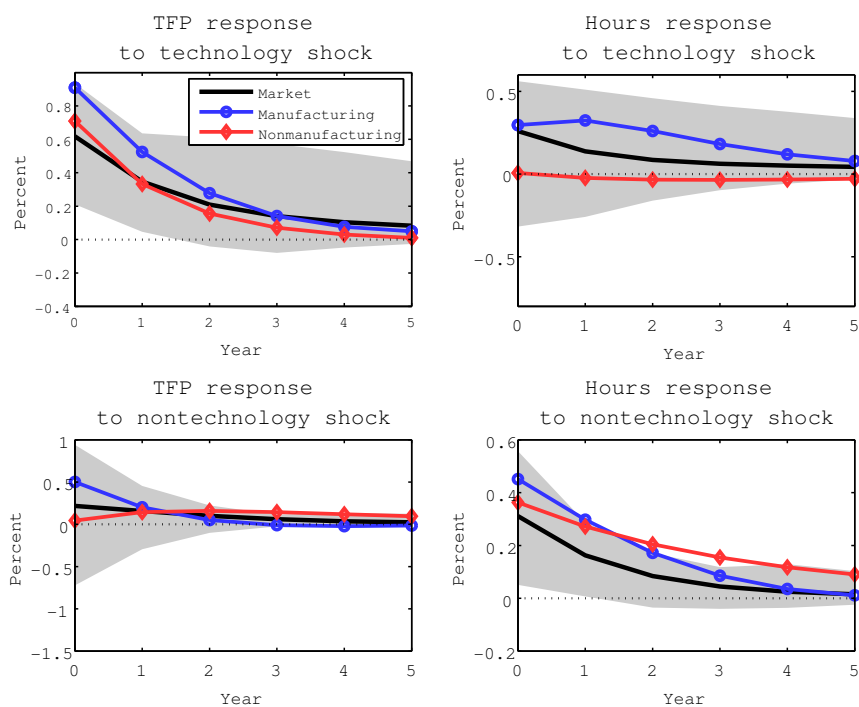 TFP response
to technology shock
0.8
0.6
0.4
0.2
0
-0.2
-0.4
Percent
Market
Manufacturing
Nonmanufacturing
0 1 2 3 4 5
Year
Hours response
to technology shock
0.5
0
-0.5
Percent
0 1 2 3 4 5
Year
TFP response
to nontechnology shock
1
0.5
0
-0.5
-1
-1.5
Percent
0 1 2 3 4 5
Year
Hours response
to nontechnology shock
0.6
0.4
0.2
0
-0.2
Percent
0 1 2 3 4 5
Year